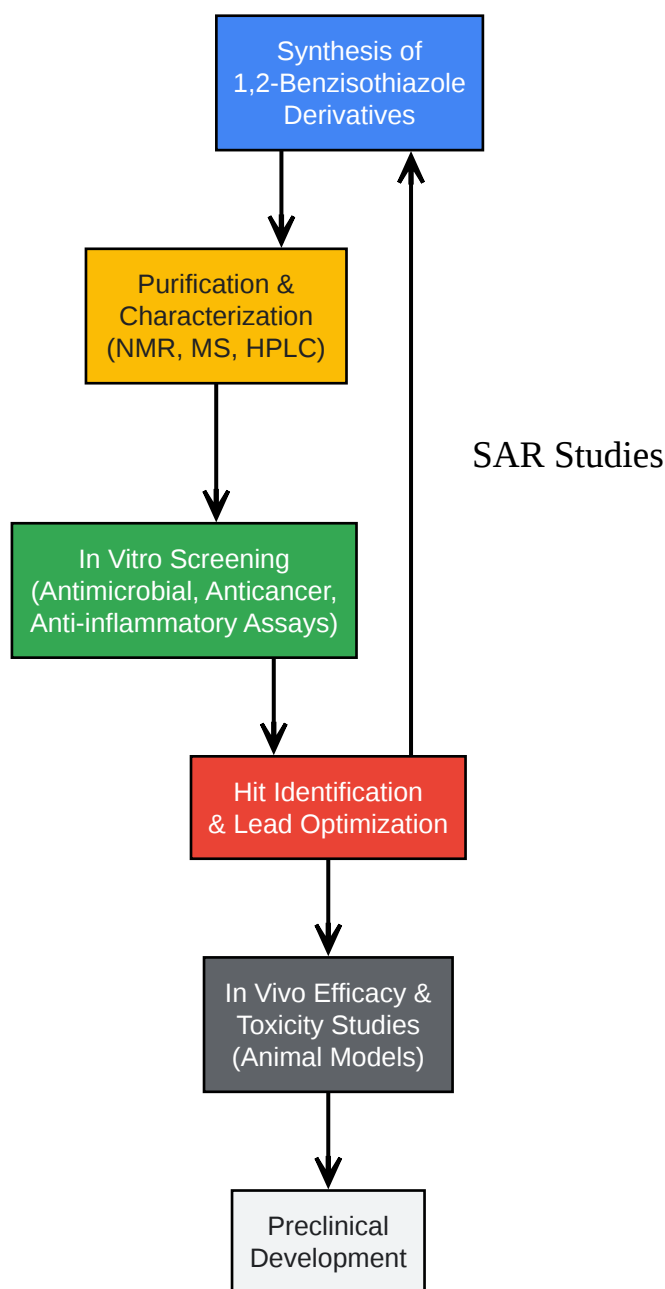 Synthesis of
1,2-Benzisothiazole
Derivatives
Purification &
Characterization
(NMR, MS, HPLC)
SAR Studies
In Vitro Screening
(Antimicrobial, Anticancer,
Anti-inflammatory Assays)
Hit Identification
& Lead Optimization
In Vivo Efficacy &
Toxicity Studies
(Animal Models)
Preclinical
Development